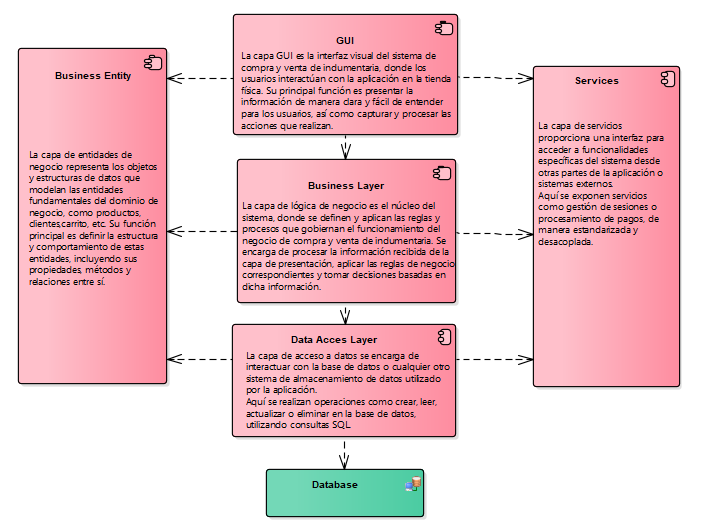 GUI
La capa GUI es la interfaz visual del sistema de
compra y venta de indumentaria, donde los
usuarios interactúan con la aplicación en la tienda
física. Su principal función es presentar la
información de manera clara y fácil de entender
para los usuarios, así como capturar y procesar las
acciones que realizan.
Business Entity
La capa de entidades de
negocio representa los objetos
y estructuras de datos que
modelan las entidades
fundamentales del dominio de
negocio, como productos,
clientes,carrito, etc. Su función
principal es definir la estructura
y comportamiento de estas
entidades, incluyendo sus
propiedades, métodos y
relaciones entre sí.
Services
La capa de servicios
proporciona una interfaz para
acceder a funcionalidades
específicas del sistema desde
otras partes de la aplicación o
sistemas externos.
Aquí se exponen servicios
como gestión de sesiones o
procesamiento de pagos, de
manera estandarizada y
desacoplada.
Business Layer
La capa de lógica de negocio es el núcleo del
sistema, donde se definen y aplican las reglas y
procesos que gobiernan el funcionamiento del
negocio de compra y venta de indumentaria. Se
encarga de procesar la información recibida de la
capa de presentación, aplicar las reglas de negocio
correspondientes y tomar decisiones basadas en
dicha información.
Data Acces Layer
La capa de acceso a datos se encarga de
interactuar con la base de datos o cualquier otro
sistema de almacenamiento de datos utilizado
por la aplicación.
Aquí se realizan operaciones como crear, leer,
actualizar o eliminar en la base de datos,
utilizando consultas SQL.
Database